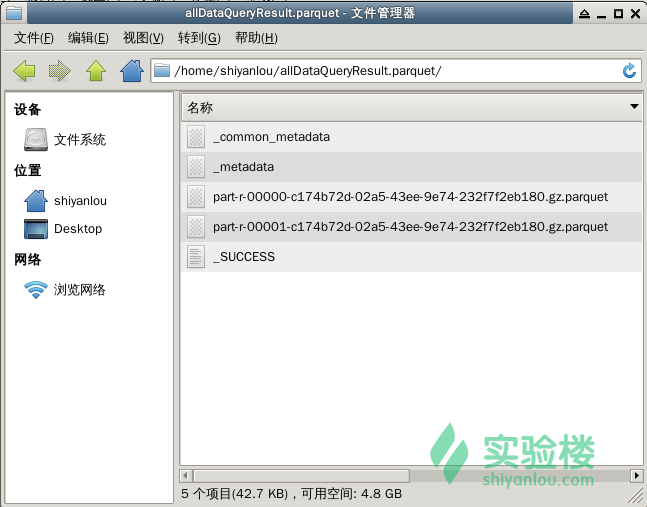 allDataQueryResult.parquet - 文件管理器
文件(F) 编辑(E) 视图(V) 转到(G) 帮助(H)
/home/shiyanlou/allDataQueryResult.parquet/
设备
文件系统
位置
shiyanlou
Desktop
网络
浏览网络
名称
_common_metadata
_metadata
part-r-00000-c174b72d-02a5-43ee-9e74-232f7f2eb180.gz.parquet
part-r-00001-c174b72d-02a5-43ee-9e74-232f7f2eb180.gz.parquet
_SUCCESS
实验楼
shiyanlou.com
5 个项目(42.7 KB)，可用空间: 4.8 GB